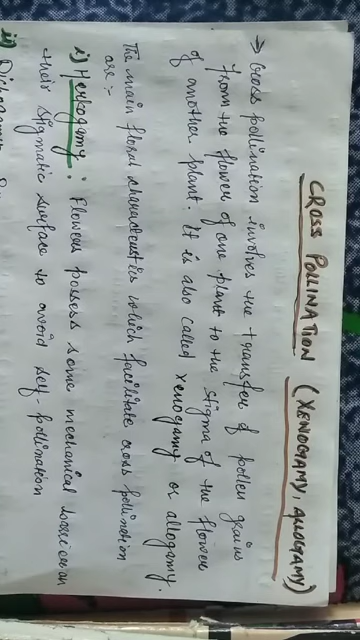 CROSS POLLINATION (XENOGAMY, ALLOGAMY)
→ Cross pollination involves the transfer of pollen grains
from the flower of one plant to the stigma of the flower
of another plant. It is also called xenogamy or allogamy.
The main floral characteristics which facilitate cross pollination
are :-
i) Herkogamy : Flowers possess some mechanical barrier on
their stigmatic surface to avoid self-pollination
ii)